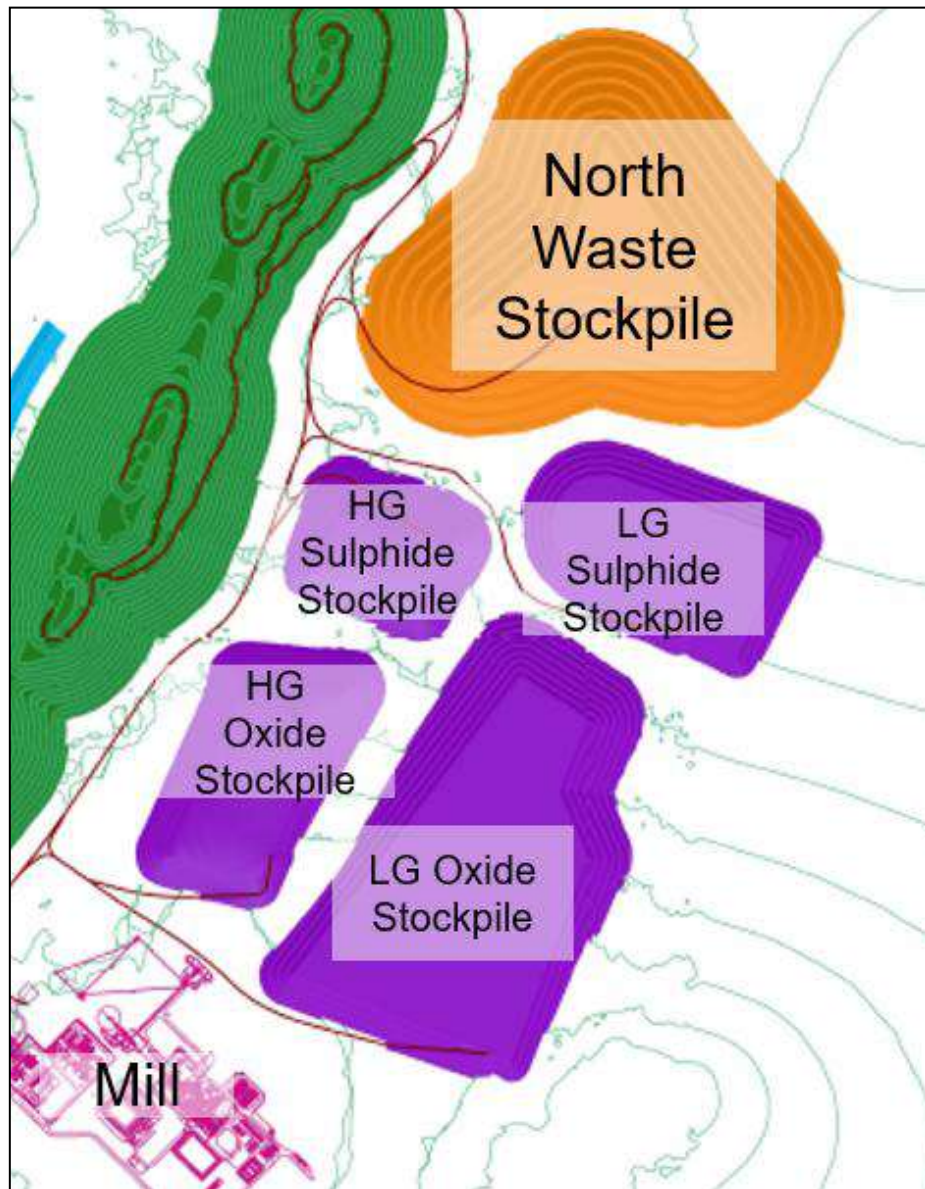 North
Waste
Stockpile
HG
Sulphide
Stockpile
LG
Sulphide
Stockpile
HG
Oxide
Stockpile
LG Oxide
Stockpile
Mill